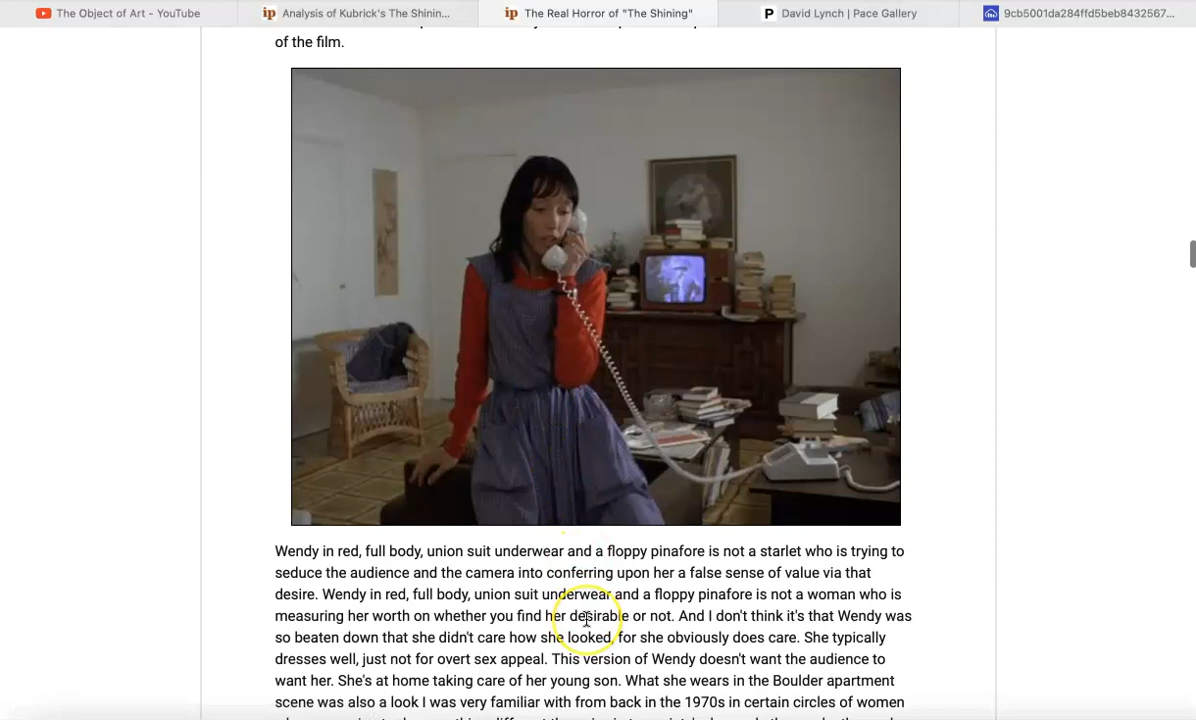 The Object of Art - YouTube
ip Analysis of Kubrick's The Shinin...
ip The Real Horror of "The Shining"
P David Lynch | Pace Gallery
9cb5001da284ffd5beb8432567...
of the film.
Wendy in red, full body, union suit underwear and a floppy pinafore is not a starlet who is trying to
seduce the audience and the camera into conferring upon her a false sense of value via that
desire. Wendy in red, full body, union suit underwear and a floppy pinafore is not a woman who is
measuring her worth on whether you find her desirable or not. And I don't think it's that Wendy was
so beaten down that she didn't care how she looked, for she obviously does care. She typically
dresses well, just not for overt sex appeal. This version of Wendy doesn't want the audience to
want her. She's at home taking care of her young son. What she wears in the Boulder apartment
scene was also a look I was very familiar with from back in the 1970s in certain circles of women